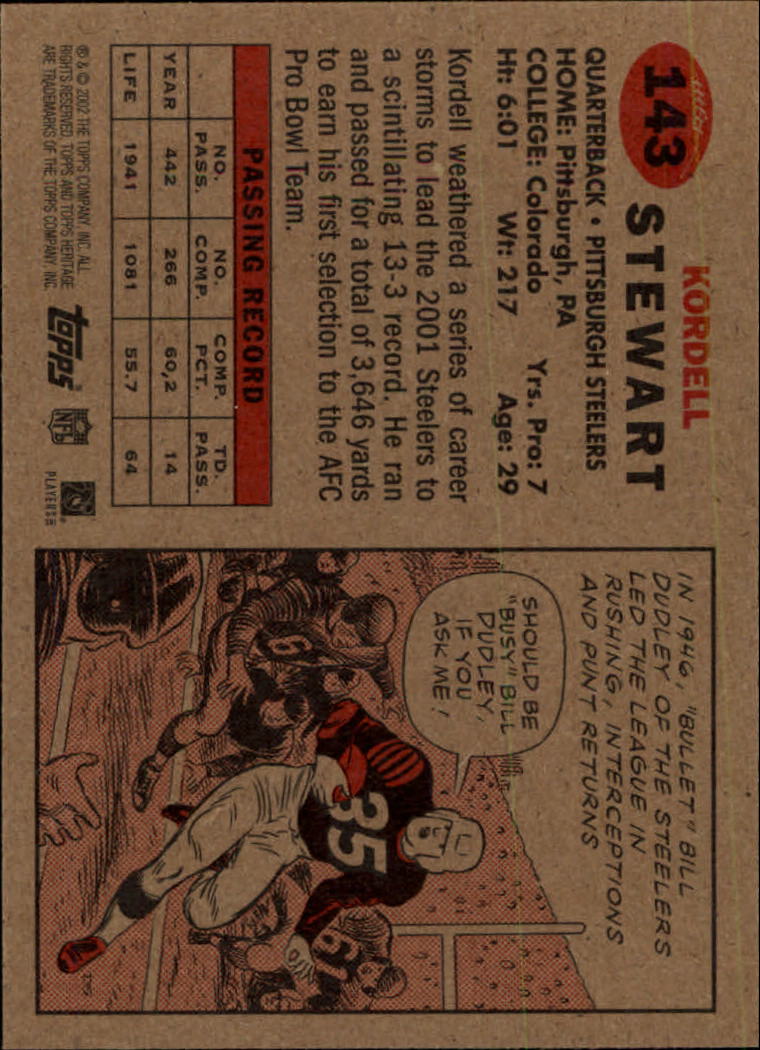 143
KORDELL
STEWART
QUARTERBACK • PITTSBURGH STEELERS
HOME: Pittsburgh, PA
COLLEGE: Colorado Yrs. Pro: 7
Ht: 6:01 Wt: 217 Age: 29
Kordell weathered a series of career
storms to lead the 2001 Steelers to
a scintillating 13-3 record. He ran
and passed for a total of 3,646 yards
to earn his first selection to the AFC
Pro Bowl Team.
PASSING RECORD
NO. NO. COMP. TD.
PASS. COMP. PCT. PASS.
YEAR 442 266 60,2 14
LIFE 1941 1081 55.7 64
® & © 2002 THE TOPPS COMPANY, INC. ALL
RIGHTS RESERVED. TOPPS AND TOPPS HERITAGE
ARE TRADEMARKS OF THE TOPPS COMPANY, INC.
topps
NFL
PLAYERS
IN 1946, "BULLET" BILL
DUDLEY OF THE STEELERS
LED THE LEAGUE IN
RUSHING, INTERCEPTIONS
AND PUNT RETURNS
SHOULD BE
"BUSY" BILL
DUDLEY,
IF YOU
ASK ME!
35
6
61